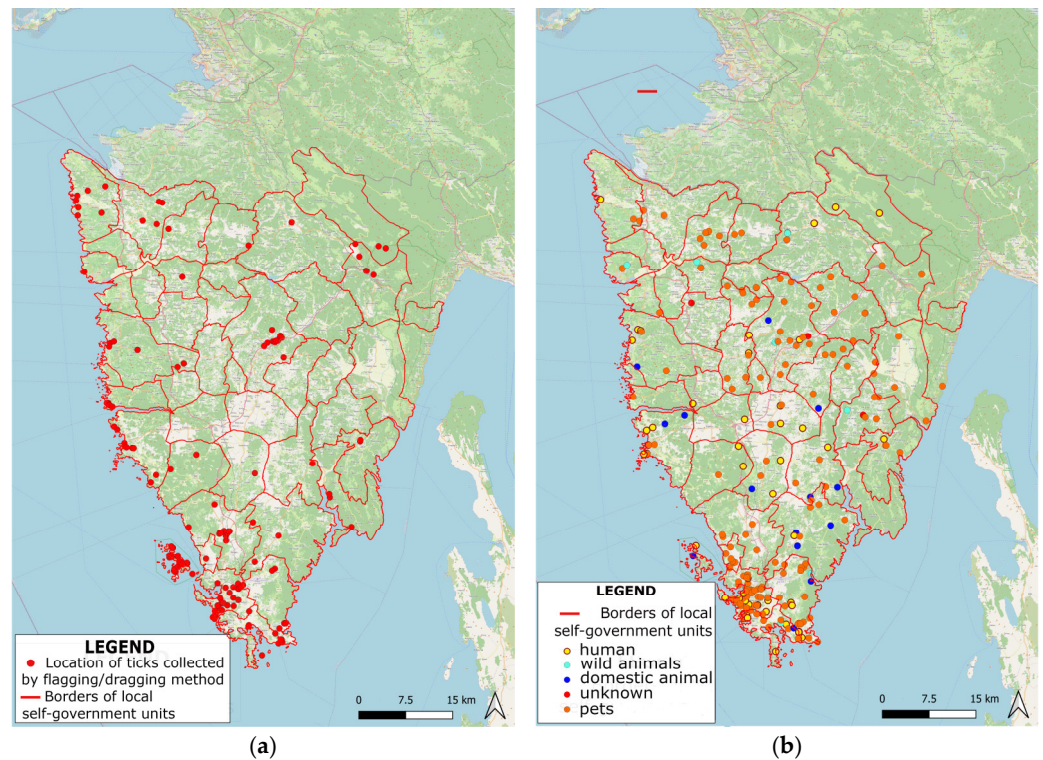 LEGEND
Location of ticks collected
by flagging/dragging method
Borders of local
self-government units
0 7.5 15 km
(a)
LEGEND
Borders of local
self-government units
human
wild animals
domestic animal
unknown
pets
0 7.5 15 km
(b)